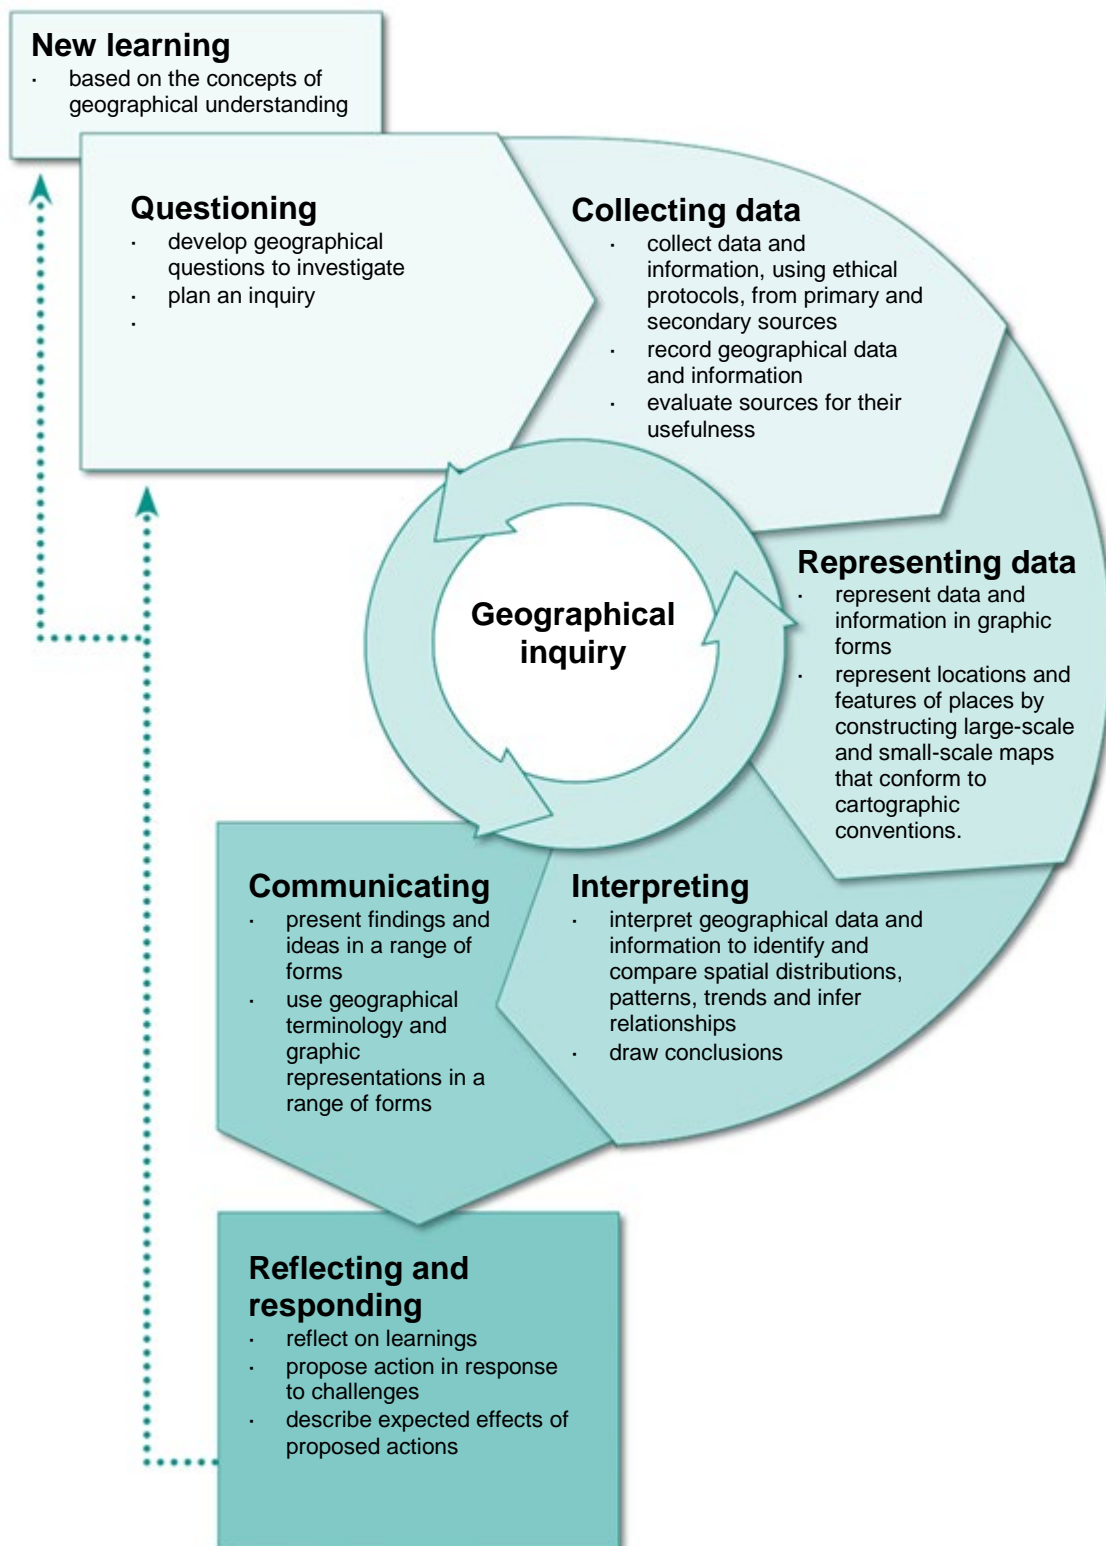 New learning
· based on the concepts of
geographical understanding
Questioning
· develop geographical
questions to investigate
· plan an inquiry
·
Collecting data
· collect data and
information, using ethical
protocols, from primary and
secondary sources
· record geographical data
and information
· evaluate sources for their
usefulness
Geographical
inquiry
Representing data
· represent data and
information in graphic
forms
· represent locations and
features of places by
constructing large-scale
and small-scale maps
that conform to
cartographic
conventions.
Interpreting
· interpret geographical data and
information to identify and
compare spatial distributions,
patterns, trends and infer
relationships
· draw conclusions
Communicating
· present findings and
ideas in a range of
forms
· use geographical
terminology and
graphic
representations in a
range of forms
Reflecting and
responding
· reflect on learnings
· propose action in response
to challenges
· describe expected effects of
proposed actions